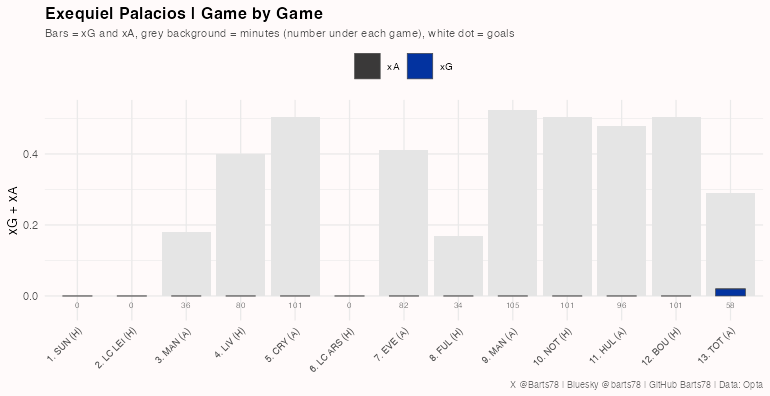 Exequiel Palacios | Game by Game
Bars = xG and xA, grey background = minutes (number under each game), white dot = goals
xA xG
xG + xA
0.4
0.2
0.0
0 0 36 80 101 0 82 34 105 101 96 101 58
1. SUN (H)
2. LC LEI (H)
3. MAN (A)
4. LIV (H)
5. CRY (A)
6. LC ARS (H)
7. EVE (A)
8. FUL (H)
9. MAN (A)
10. NOT (H)
11. HUL (A)
12. BOU (H)
13. TOT (A)
X @Barts78 | Bluesky @barts78 | GitHub Barts78 | Data: Opta